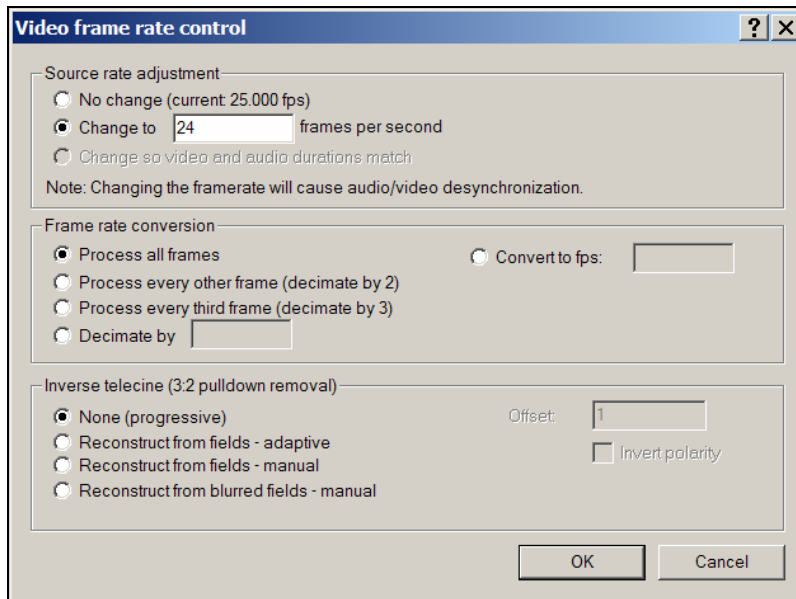 Video frame rate control
Source rate adjustment
No change (current: 25.000 fps)
Change to 24 frames per second
Change so video and audio durations match
Note: Changing the framerate will cause audio/video desynchronization.
Frame rate conversion
Process all frames
Convert to fps:
Process every other frame (decimate by 2)
Process every third frame (decimate by 3)
Decimate by
Inverse telecine (3:2 pulldown removal)
None (progressive)
Offset: 1
Reconstruct from fields - adaptive
Invert polarity
Reconstruct from fields - manual
Reconstruct from blurred fields - manual
OK Cancel